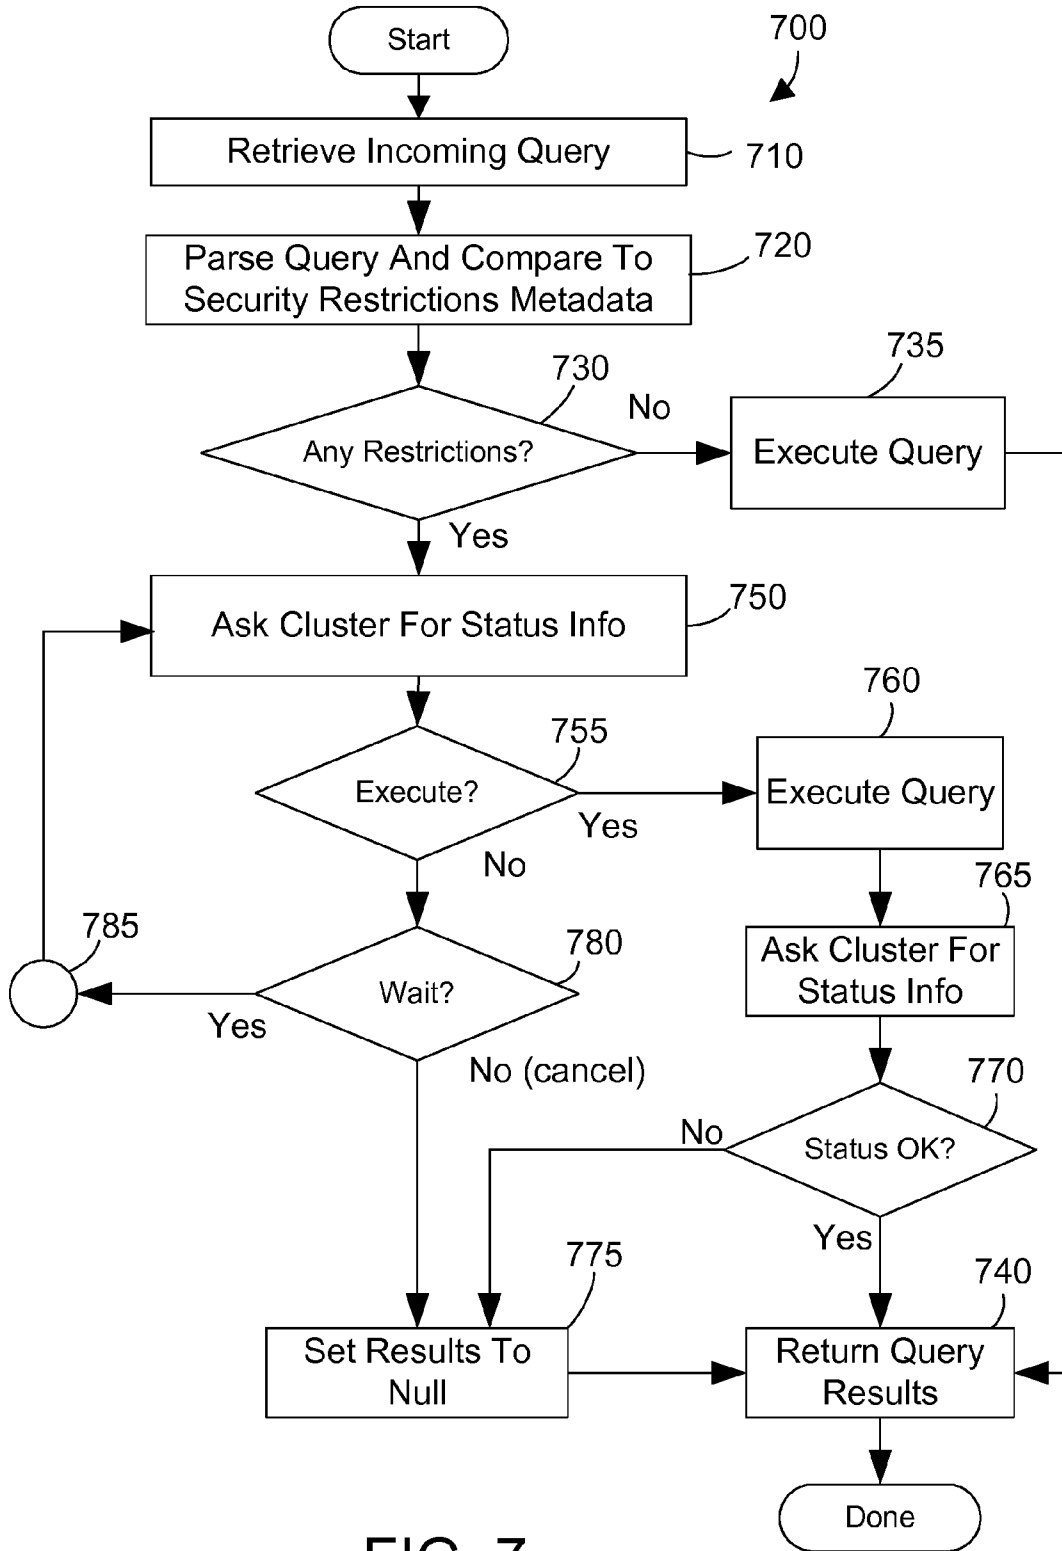 Start
700
Retrieve Incoming Query
710
Parse Query And Compare To
Security Restrictions Metadata
720
730
Any Restrictions?
No
735
Execute Query
Yes
Ask Cluster For Status Info
750
755
Execute?
Yes
760
Execute Query
No
765
Ask Cluster For
Status Info
785
780
Wait?
Yes
No (cancel)
770
Status OK?
No
Yes
775
Set Results To
Null
740
Return Query
Results
Done
FIG. 7